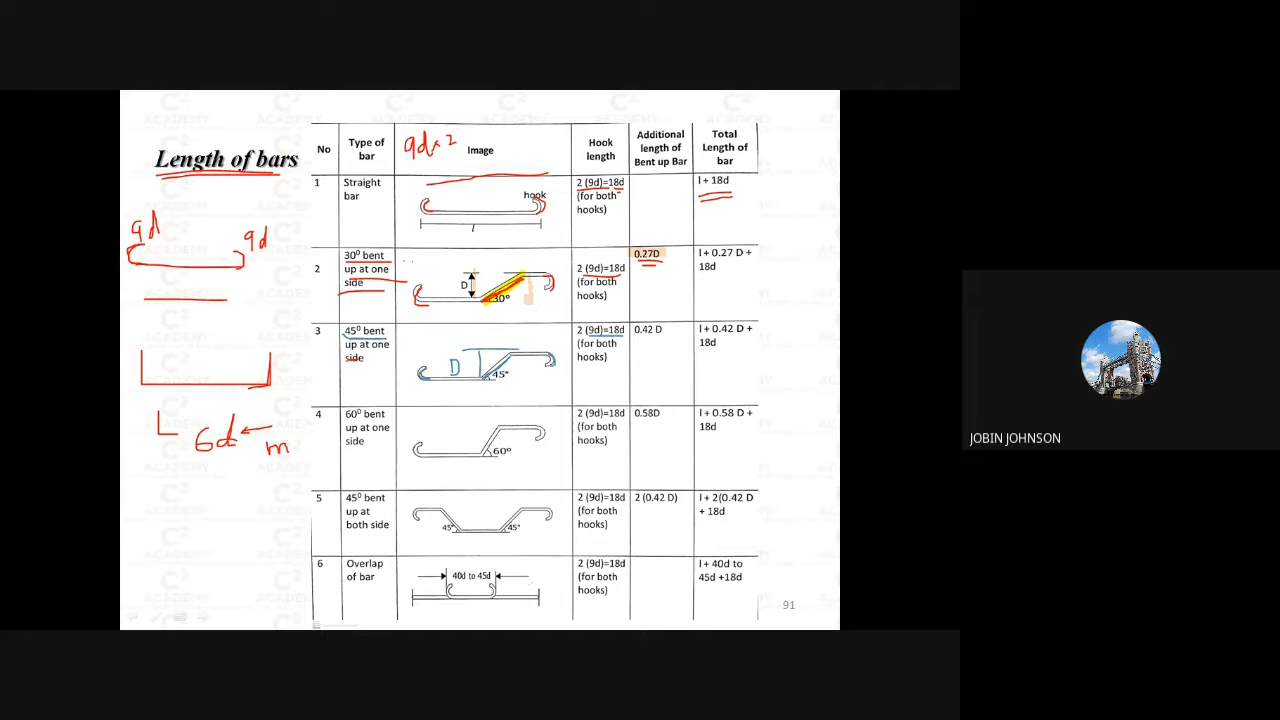 Length of bars
9d
9d
6d
m
No
Type of
bar
9d×2
Image
Hook
length
Additional
length of
Bent up Bar
Total
Length of
bar
1
Straight
bar
hook
l
2 (9d)=18d
(for both
hooks)
l + 18d
2
30⁰ bent
up at one
side
D
30°
2 (9d)=18d
(for both
hooks)
0.27D
l + 0.27 D +
18d
3
45⁰ bent
up at one
side
D
45°
2 (9d)=18d
(for both
hooks)
0.42 D
l + 0.42 D +
18d
4
60⁰ bent
up at one
side
60°
2 (9d)=18d
(for both
hooks)
0.58D
l + 0.58 D +
18d
5
45⁰ bent
up at
both side
45°
45°
2 (9d)=18d
(for both
hooks)
2 (0.42 D)
l + 2(0.42 D
+ 18d
6
Overlap
of bar
40d to 45d
2 (9d)=18d
(for both
hooks)
l + 40d to
45d +18d
91
JOBIN JOHNSON